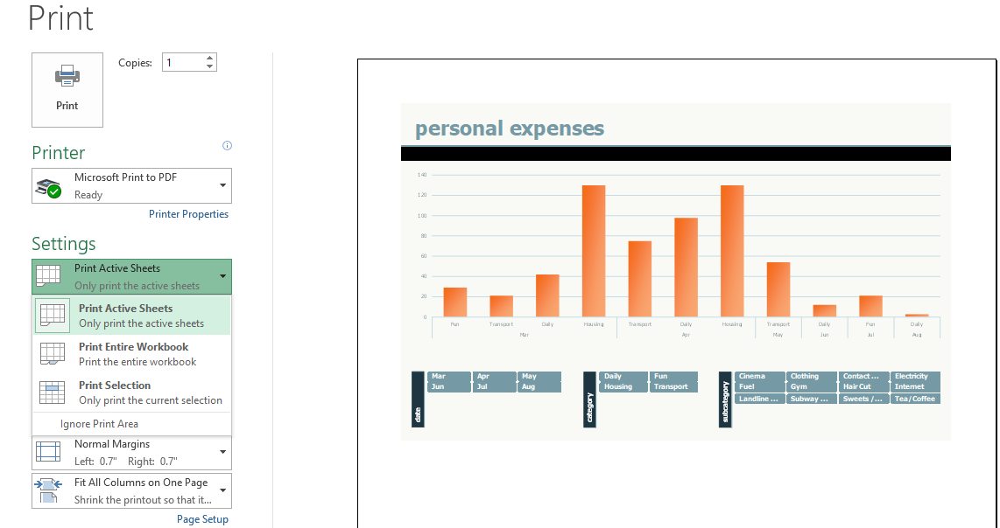 Print
Copies: 1
Print
Printer
Microsoft Print to PDF
Ready
Printer Properties
Settings
Print Active Sheets
Only print the active sheets
Print Active Sheets
Only print the active sheets
Print Entire Workbook
Print the entire workbook
Print Selection
Only print the current selection
Ignore Print Area
Normal Margins
Left: 0.7" Right: 0.7"
Fit All Columns on One Page
Shrink the printout so that it...
Page Setup
personal expenses
140
120
100
80
60
40
20
0
Fun Transport Daily Housing Transport Daily Housing Transport Daily Fun Daily
Mar Apr May Jun Jul Aug
date
Mar Apr May
Jun Jul Aug
category
Daily Fun
Housing Transport
subcategory
Cinema Clothing Contact ... Electricity
Fuel Gym Hair Cut Internet
Landline ... Subway ... Sweets /... Tea/Coffee